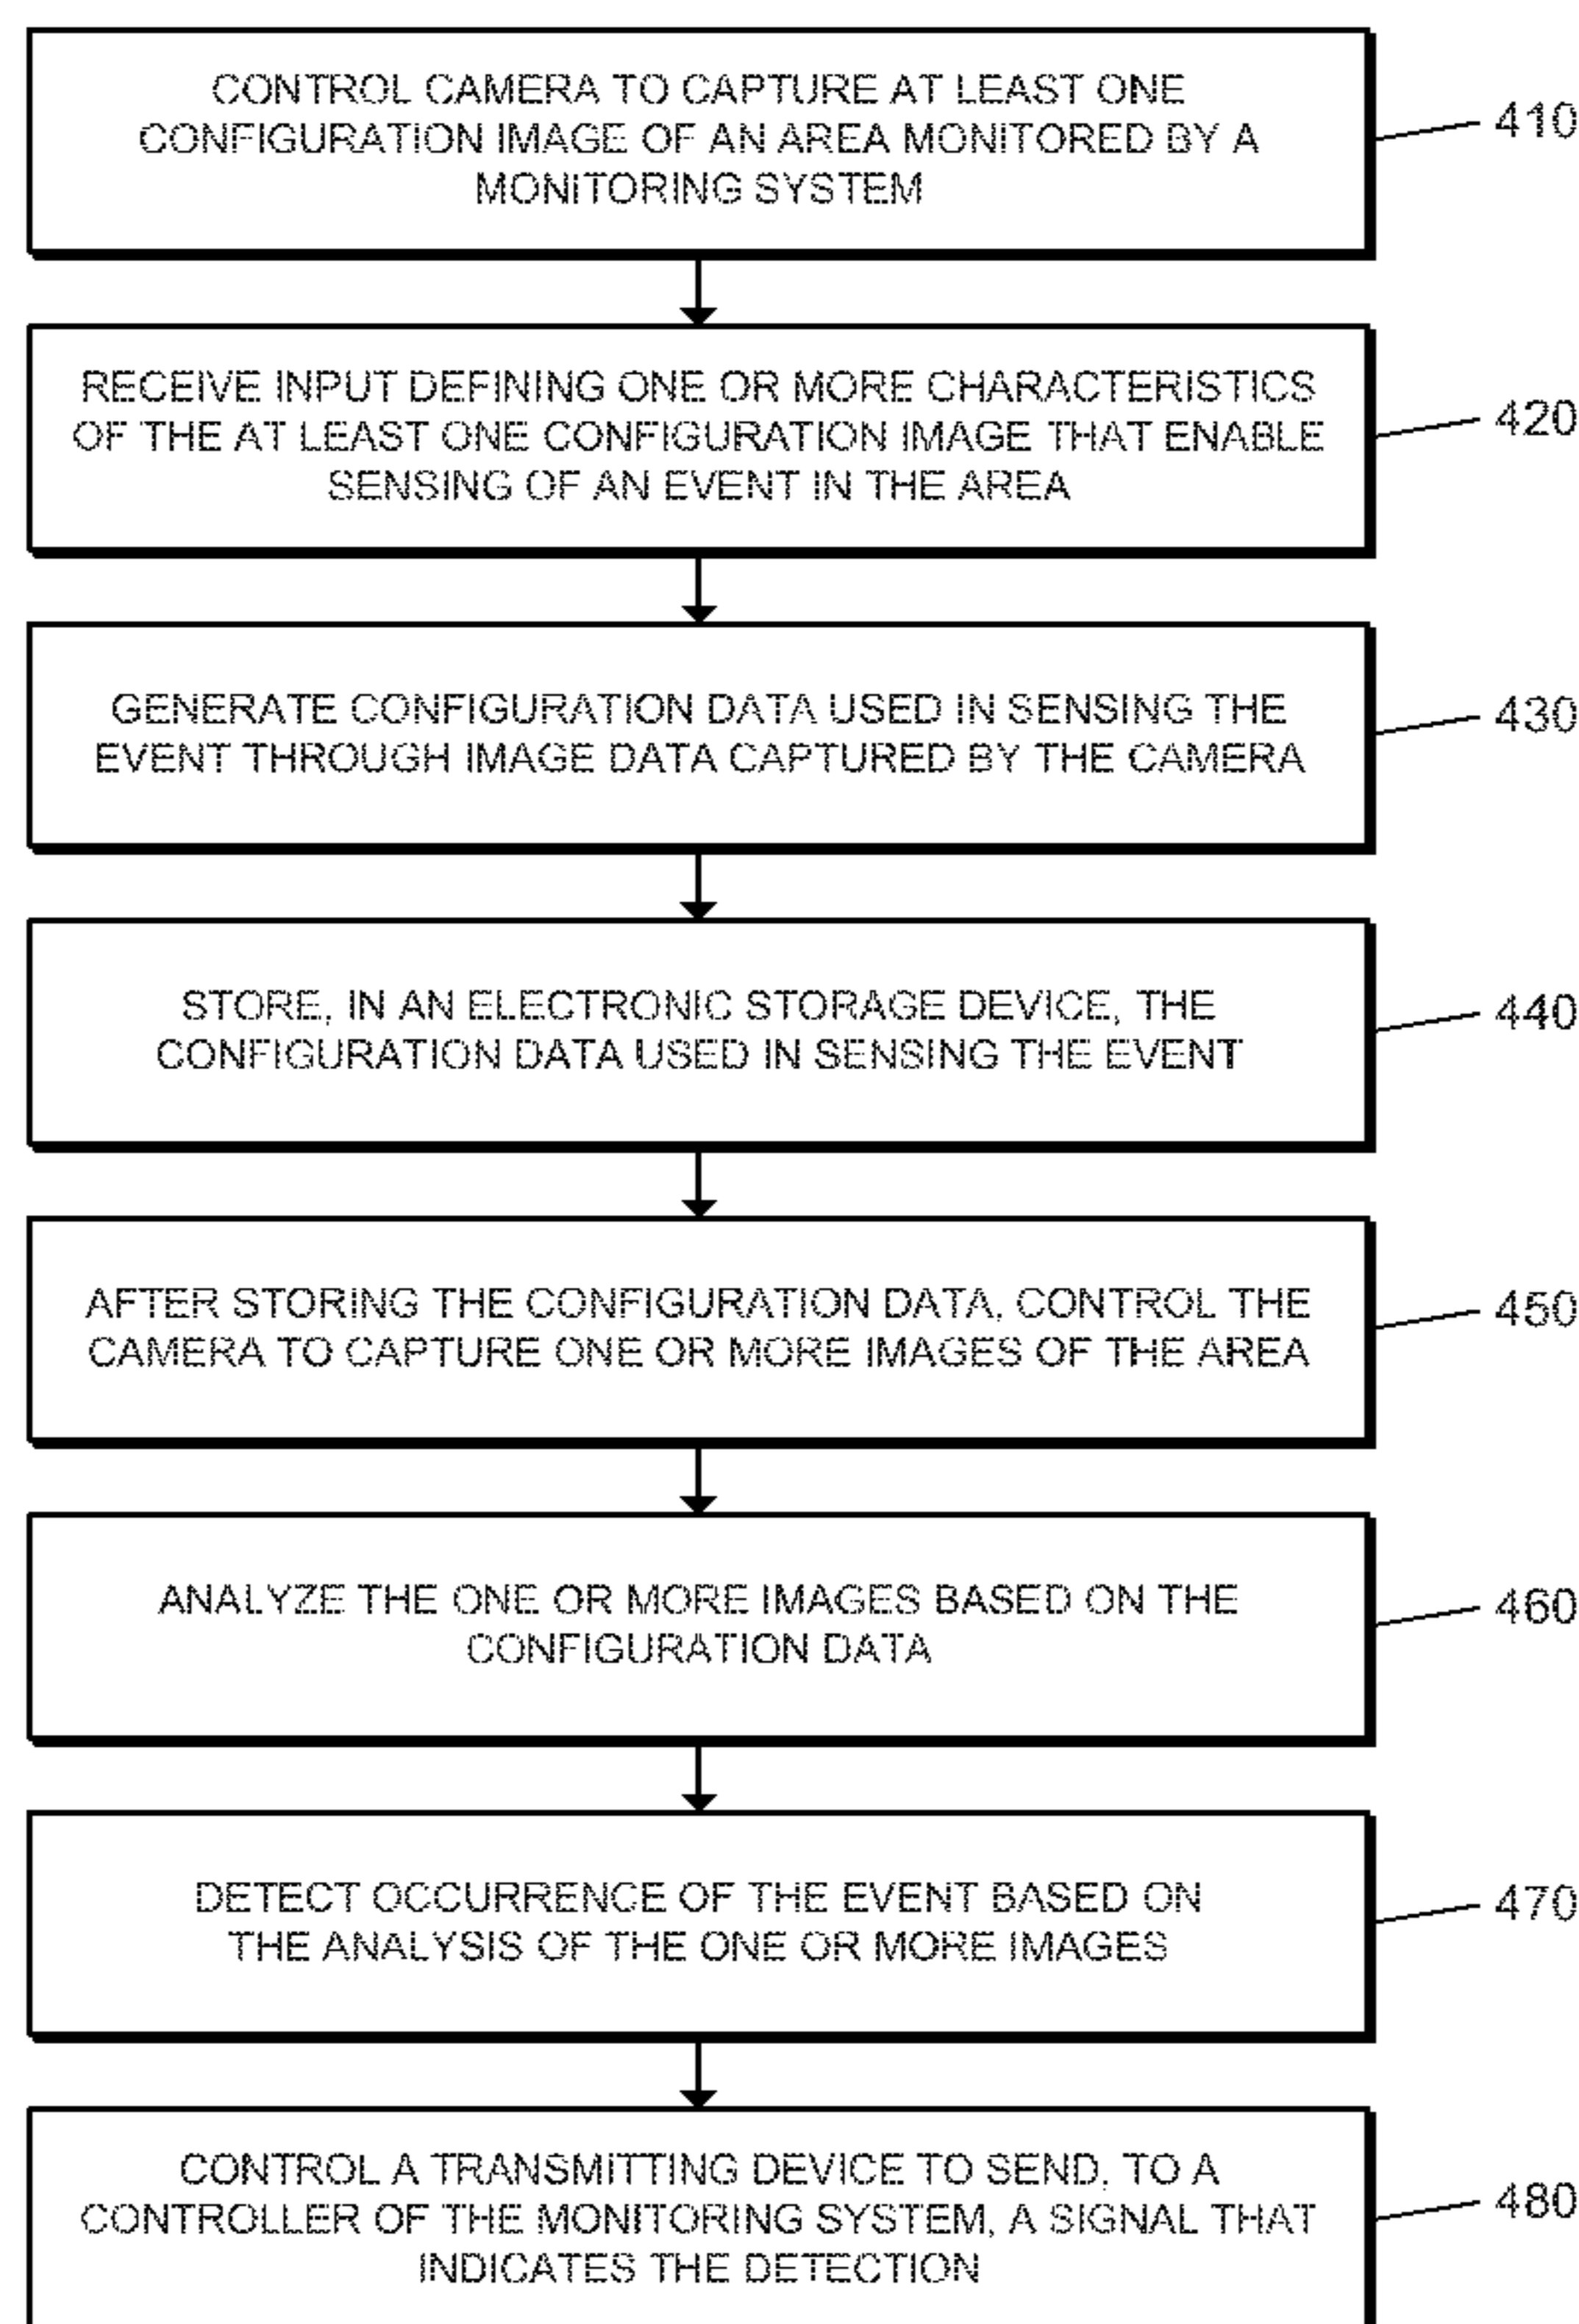 CONTROL CAMERA TO CAPTURE AT LEAST ONE
CONFIGURATION IMAGE OF AN AREA MONITORED BY A
MONITORING SYSTEM
410
RECEIVE INPUT DEFINING ONE OR MORE CHARACTERISTICS
OF THE AT LEAST ONE CONFIGURATION IMAGE THAT ENABLE
SENSING OF AN EVENT IN THE AREA
420
GENERATE CONFIGURATION DATA USED IN SENSING THE
EVENT THROUGH IMAGE DATA CAPTURED BY THE CAMERA
430
STORE, IN AN ELECTRONIC STORAGE DEVICE, THE
CONFIGURATION DATA USED IN SENSING THE EVENT
440
AFTER STORING THE CONFIGURATION DATA, CONTROL THE
CAMERA TO CAPTURE ONE OR MORE IMAGES OF THE AREA
450
ANALYZE THE ONE OR MORE IMAGES BASED ON THE
CONFIGURATION DATA
460
DETECT OCCURRENCE OF THE EVENT BASED ON
THE ANALYSIS OF THE ONE OR MORE IMAGES
470
CONTROL A TRANSMITTING DEVICE TO SEND, TO A
CONTROLLER OF THE MONITORING SYSTEM, A SIGNAL THAT
INDICATES THE DETECTION
480